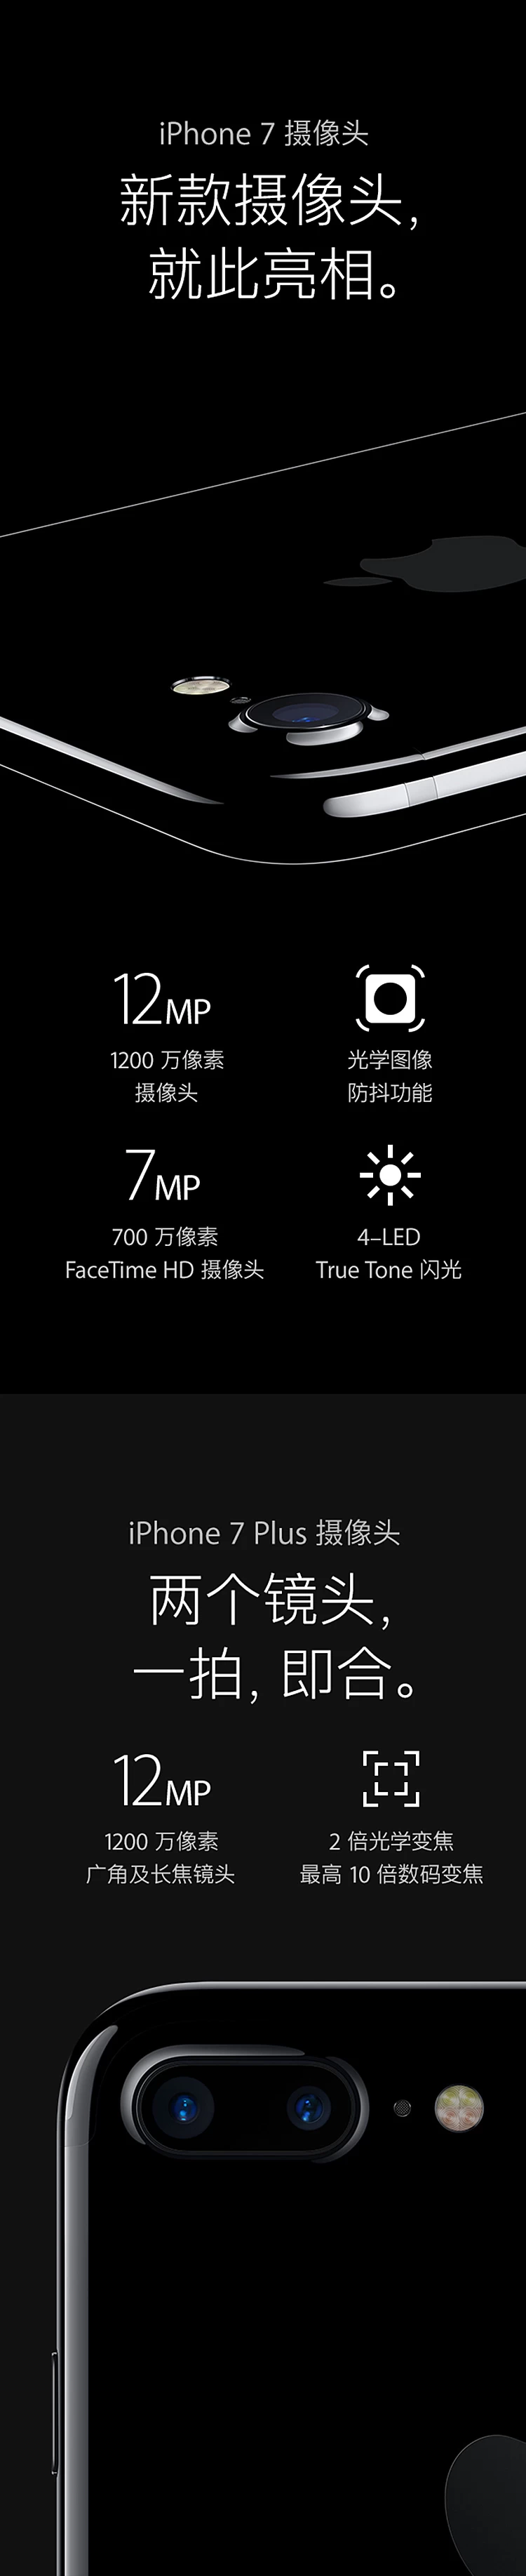 iPhone 7 摄像头
新款摄像头，
就此亮相。
12MP
1200 万像素
摄像头
光学图像
防抖功能
7MP
700 万像素
FaceTime HD 摄像头
4-LED
True Tone 闪光
iPhone 7 Plus 摄像头
两个镜头，
一拍，即合。
12MP
1200 万像素
广角及长焦镜头
2 倍光学变焦
最高 10 倍数码变焦